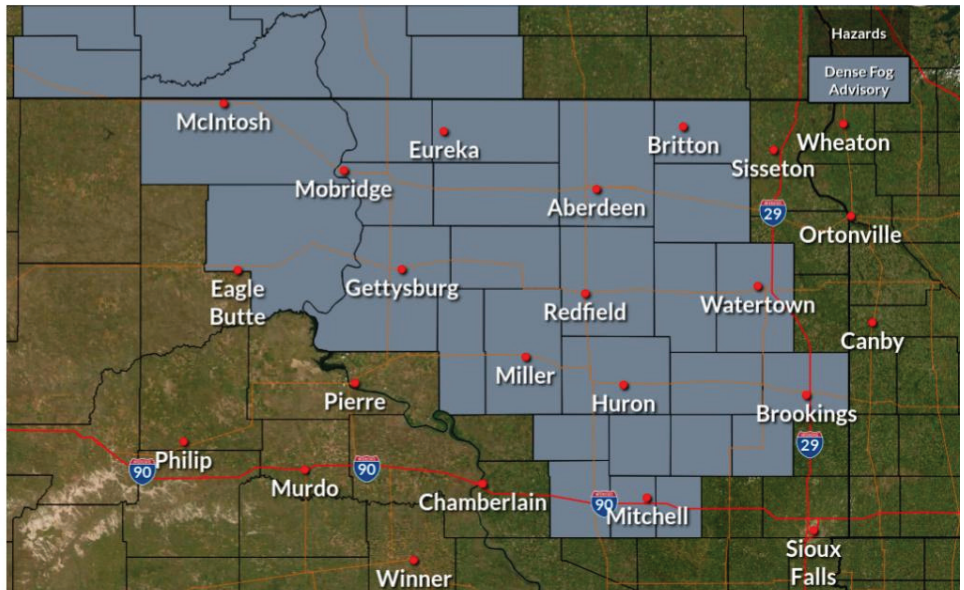 Hazards
Dense Fog
Advisory
McIntosh
Eureka
Britton
Wheaton
Sisseton
Mobridge
Aberdeen
29
Ortonville
Eagle
Butte
Gettysburg
Redfield
Watertown
Canby
Miller
Pierre
Huron
Brookings
29
Philip
90
Murdo
90
Chamberlain
90
Mitchell
Sioux
Falls
Winner